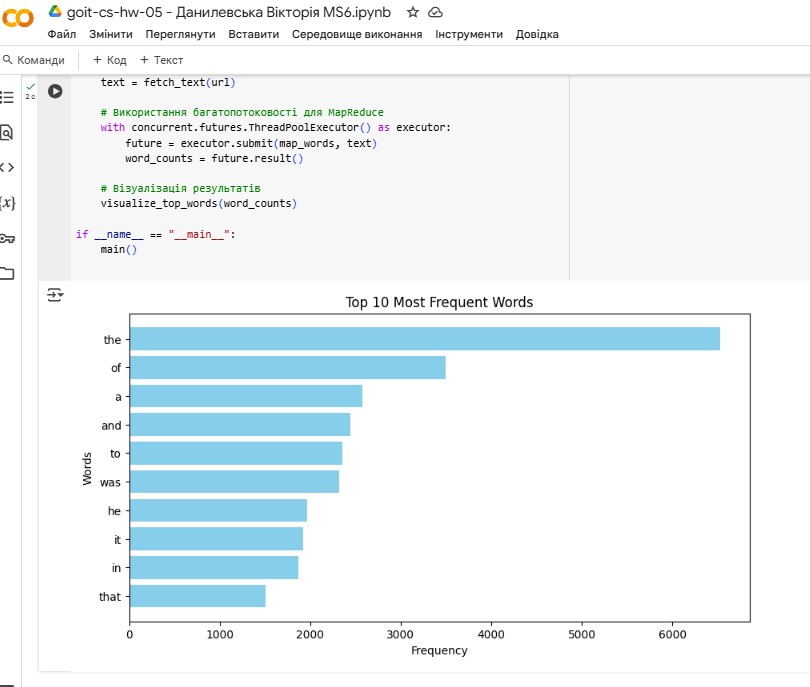 goit-cs-hw-05 - Данилевська Вікторія MS6.ipynb
Файл Змінити Переглянути Вставити Середовище виконання Інструменти Довідка
Команди + Код + Текст
2 с
text = fetch_text(url)
# Використання багатопотоковості для MapReduce
with concurrent.futures.ThreadPoolExecutor() as executor:
future = executor.submit(map_words, text)
word_counts = future.result()
# Візуалізація результатів
visualize_top_words(word_counts)
if __name__ == "__main__":
main()
Top 10 Most Frequent Words
the
of
a
and
to
was
he
it
in
that
Words
0 1000 2000 3000 4000 5000 6000
Frequency